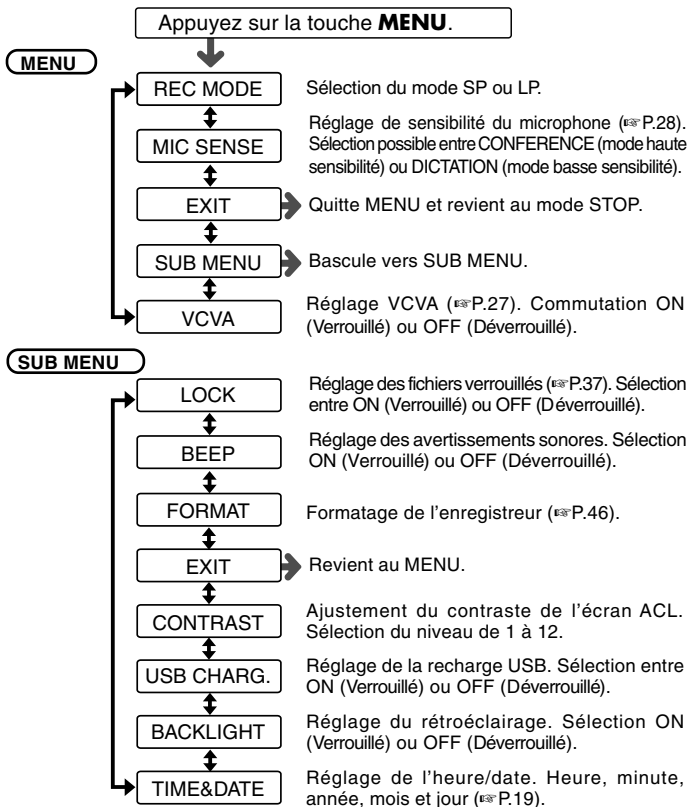 Appuyez sur la touche MENU.
MENU
REC MODE
Sélection du mode SP ou LP.
MIC SENSE
Réglage de sensibilité du microphone (☞P.28).
Sélection possible entre CONFERENCE (mode haute
sensibilité) ou DICTATION (mode basse sensibilité).
EXIT
Quitte MENU et revient au mode STOP.
SUB MENU
Bascule vers SUB MENU.
VCVA
Réglage VCVA (☞P.27). Commutation ON
(Verrouillé) ou OFF (Déverrouillé).
SUB MENU
LOCK
Réglage des fichiers verrouillés (☞P.37). Sélection
entre ON (Verrouillé) ou OFF (Déverrouillé).
BEEP
Réglage des avertissements sonores. Sélection
ON (Verrouillé) ou OFF (Déverrouillé).
FORMAT
Formatage de l'enregistreur (☞P.46).
EXIT
Revient au MENU.
CONTRAST
Ajustement du contraste de l'écran ACL.
Sélection du niveau de 1 à 12.
USB CHARG.
Réglage de la recharge USB. Sélection entre
ON (Verrouillé) ou OFF (Déverrouillé).
BACKLIGHT
Réglage du rétroéclairage. Sélection ON
(Verrouillé) ou OFF (Déverrouillé).
TIME&DATE
Réglage de l'heure/date. Heure, minute,
année, mois et jour (☞P.19).